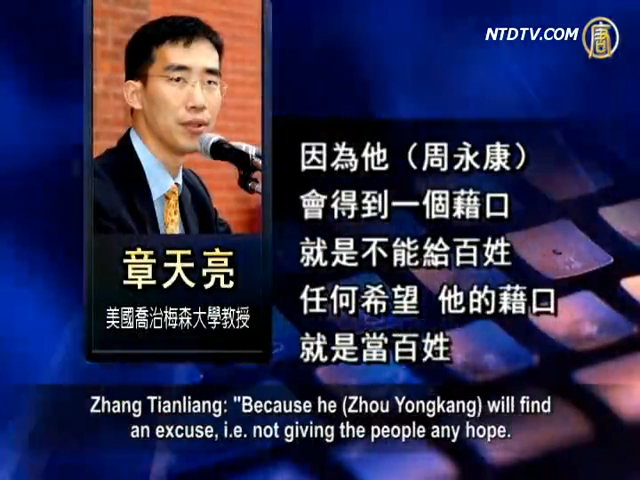 NTDTV.COM
唐
因為他（周永康）
會得到一個藉口
就是不能給百姓
任何希望 他的藉口
就是當百姓
章天亮
美國喬治梅森大學教授
Zhang Tianliang: "Because he (Zhou Yongkang) will find
an excuse, i.e. not giving the people any hope.